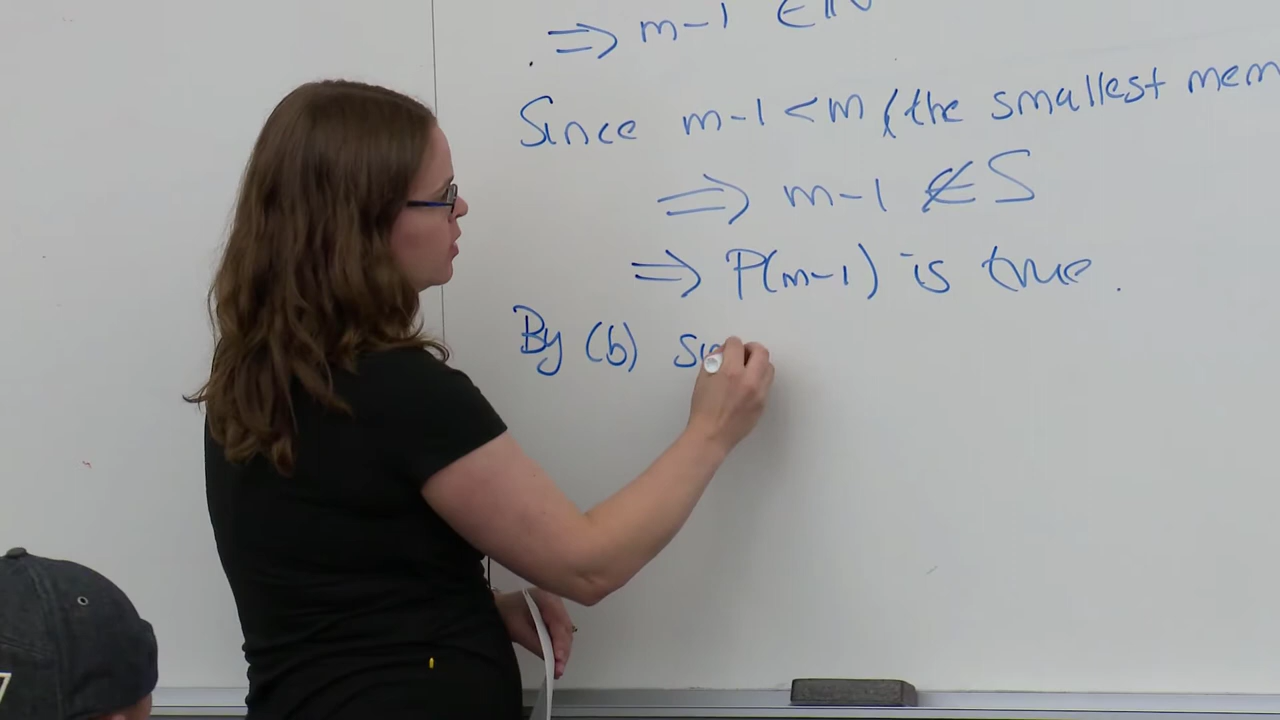 ⇒ m-1 ∈ ℕ
Since m-1 < m (the smallest mem
⇒ m-1 ∉ S
⇒ P(m-1) is true.
By (b)